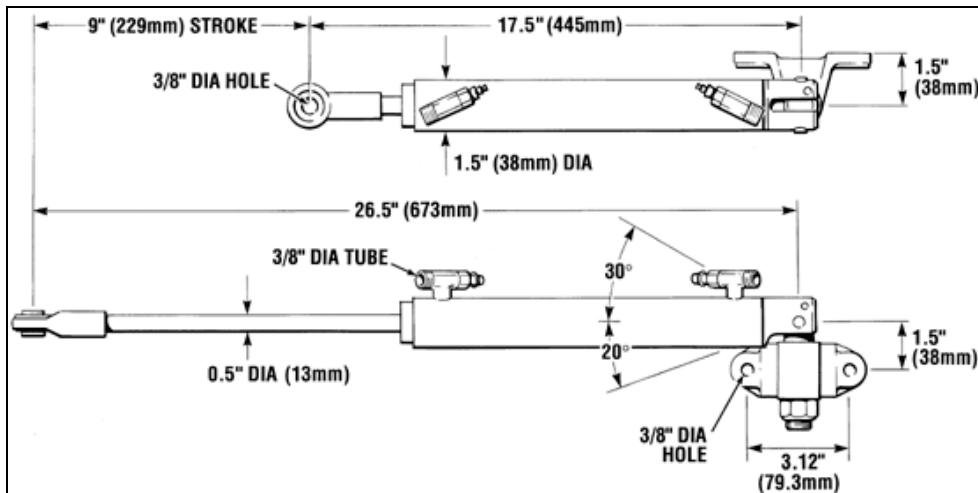 9" (229mm) STROKE
17.5" (445mm)
3/8" DIA HOLE
1.5"
(38mm)
1.5" (38mm) DIA
26.5" (673mm)
3/8" DIA TUBE
30°
20°
0.5" DIA (13mm)
1.5"
(38mm)
3/8" DIA
HOLE
3.12"
(79.3mm)